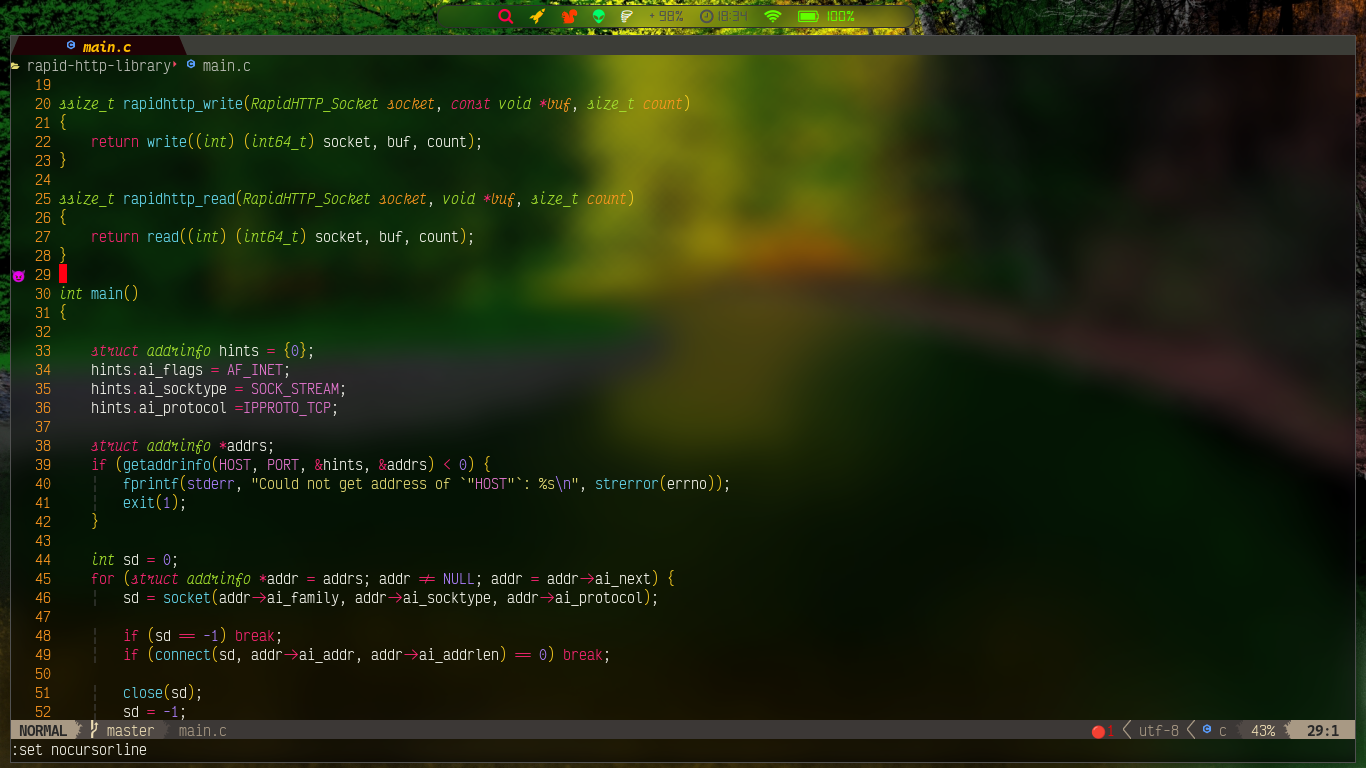 + 98% 18:34 100%
main.c
rapid-http-library main.c
19
20 ssize_t rapidhttp_write(RapidHTTP_Socket socket, const void *buf, size_t count)
21 {
22     return write((int) (int64_t) socket, buf, count);
23 }
24
25 ssize_t rapidhttp_read(RapidHTTP_Socket socket, void *buf, size_t count)
26 {
27     return read((int) (int64_t) socket, buf, count);
28 }
29
30 int main()
31 {
32
33     struct addrinfo hints = {0};
34     hints.ai_flags = AF_INET;
35     hints.ai_socktype = SOCK_STREAM;
36     hints.ai_protocol =IPPROTO_TCP;
37
38     struct addrinfo *addrs;
39     if (getaddrinfo(HOST, PORT, &hints, &addrs) < 0) {
40         fprintf(stderr, "Could not get address of `"HOST"`: %s\n", strerror(errno));
41         exit(1);
42     }
43
44     int sd = 0;
45     for (struct addrinfo *addr = addrs; addr != NULL; addr = addr->ai_next) {
46         sd = socket(addr->ai_family, addr->ai_socktype, addr->ai_protocol);
47
48         if (sd == -1) break;
49         if (connect(sd, addr->ai_addr, addr->ai_addrlen) == 0) break;
50
51         close(sd);
52         sd = -1;
NORMAL master main.c 1 utf-8 c 43% 29:1
:set nocursorline